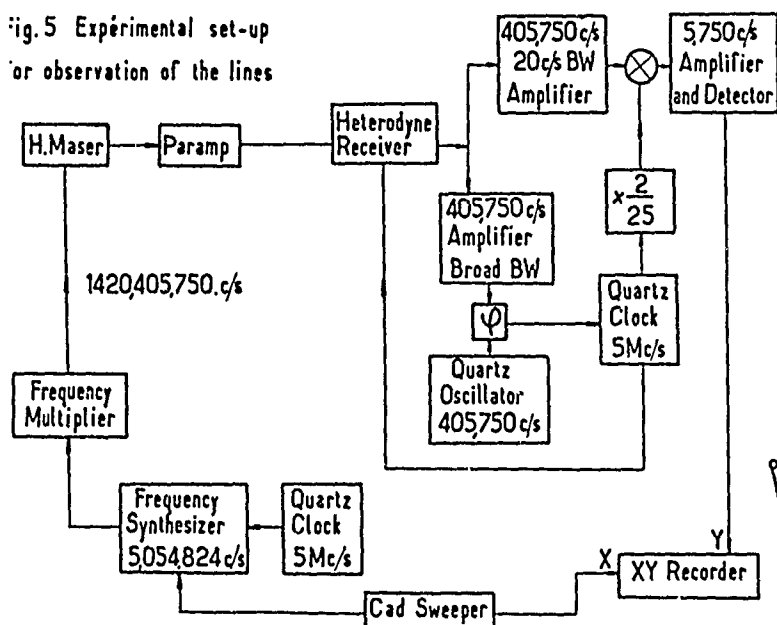 Fig. 5 Expérimental set-up
for observation of the lines
405,750 c/s
20 c/s BW
Amplifier
5,750 c/s
Amplifier
and Detector
H.Maser
Paramp
Heterodyne
Receiver
× 2/25
405,750 c/s
Amplifier
Broad BW
1420,405,750. c/s
φ
Quartz
Clock
5Mc/s
Quartz
Oscillator
405,750 c/s
Frequency
Multiplier
Frequency
Synthesizer
5,054,824 c/s
Quartz
Clock
5Mc/s
X
Y
XY Recorder
Cad Sweeper